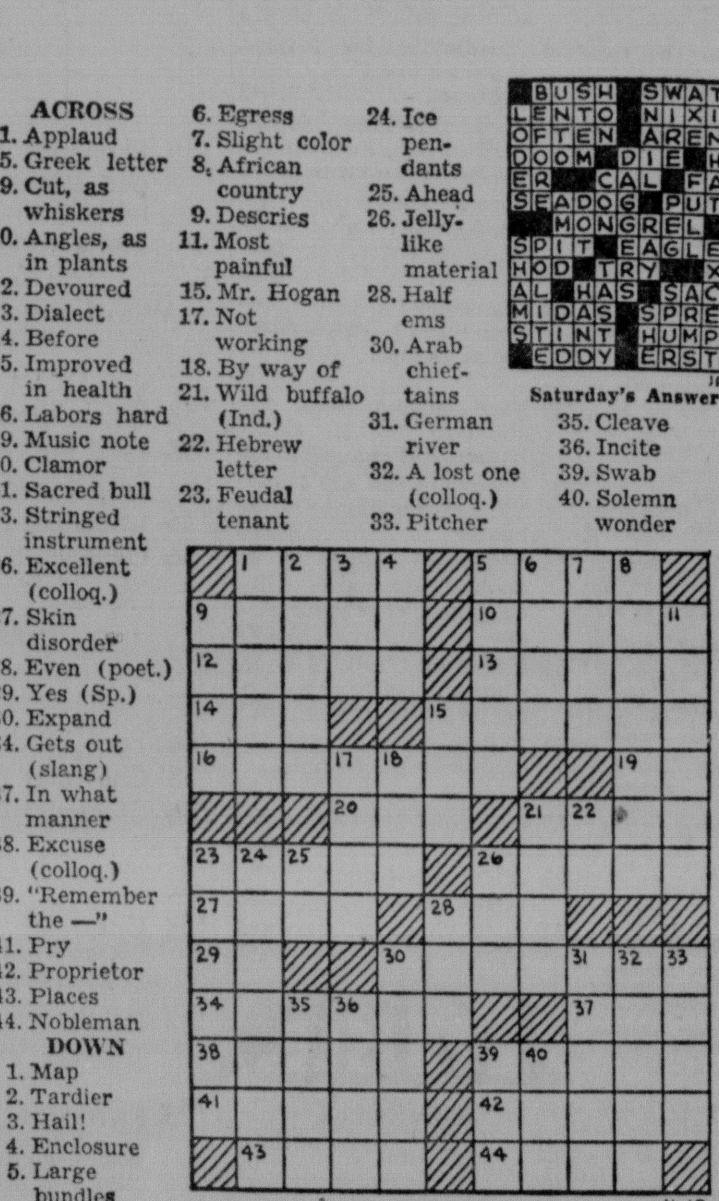 ACROSS
1. Applaud
5. Greek letter
9. Cut, as
whiskers
0. Angles, as
in plants
2. Devoured
3. Dialect
4. Before
5. Improved
in health
6. Labors hard
9. Music note
0. Clamor
1. Sacred bull
3. Stringed
instrument
6. Excellent
(colloq.)
7. Skin
disorder
8. Even (poet.)
9. Yes (Sp.)
0. Expand
4. Gets out
(slang)
7. In what
manner
8. Excuse
(colloq.)
9. "Remember
the —"
1. Pry
2. Proprietor
3. Places
4. Nobleman
DOWN
1. Map
2. Tardier
3. Hail!
4. Enclosure
5. Large
bundles
6. Egress
7. Slight color
8. African
country
9. Descries
11. Most
painful
15. Mr. Hogan
17. Not
working
18. By way of
21. Wild buffalo
(Ind.)
22. Hebrew
letter
23. Feudal
tenant
24. Ice
pen-
dants
25. Ahead
26. Jelly-
like
material
28. Half
ems
30. Arab
chief-
tains
31. German
river
32. A lost one
(colloq.)
33. Pitcher
BUSH SWAT
LENTO NIXI
OFTEN AREN
DOOM DIE H
ER CAL FA
SEADOG PUT
MONGREL
SPIT EAGLE
HOD TRY X
AL HAS SAC
MIDAS SPRE
STINT HUMP
EDDY ERST
Saturday's Answer
35. Cleave
36. Incite
39. Swab
40. Solemn
wonder
1 2 3 4 5 6 7 8
9 10 11
12 13
14 15
16 17 18 19
20 21 22
23 24 25 26
27 28
29 30 31 32 33
34 35 36 37
38 39 40
41 42
43 44